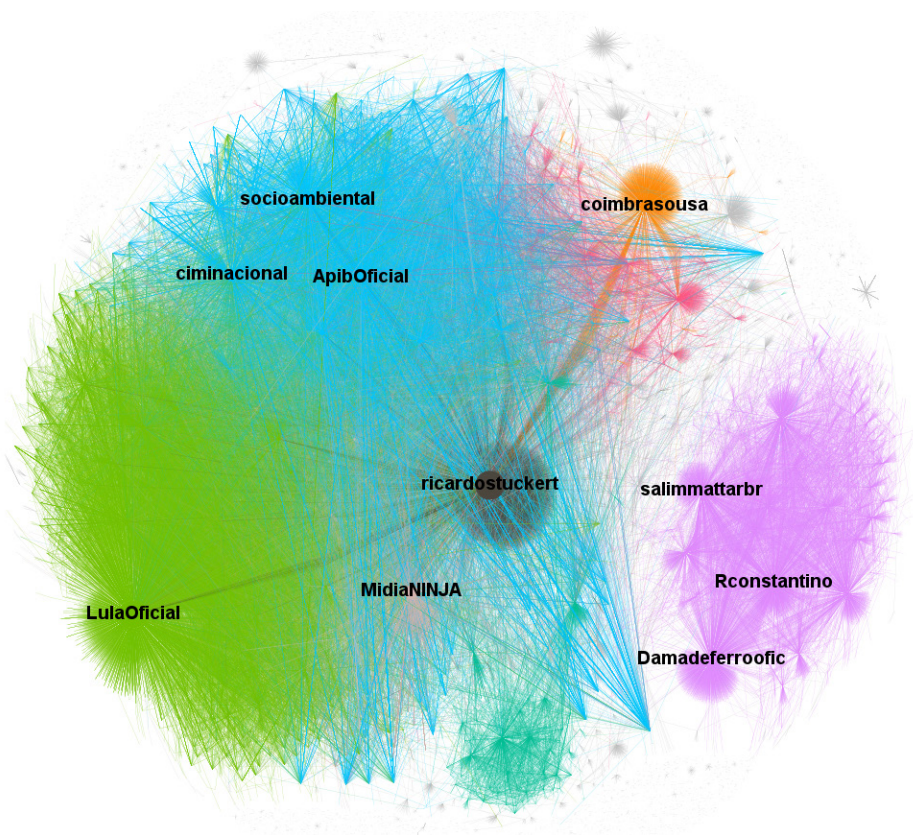 socioambiental
coimbrasousa
ciminacional
ApibOficial
ricardostuckert
salimmattarbr
Rconstantino
MidiaNINJA
LulaOficial
Damadeferroofic